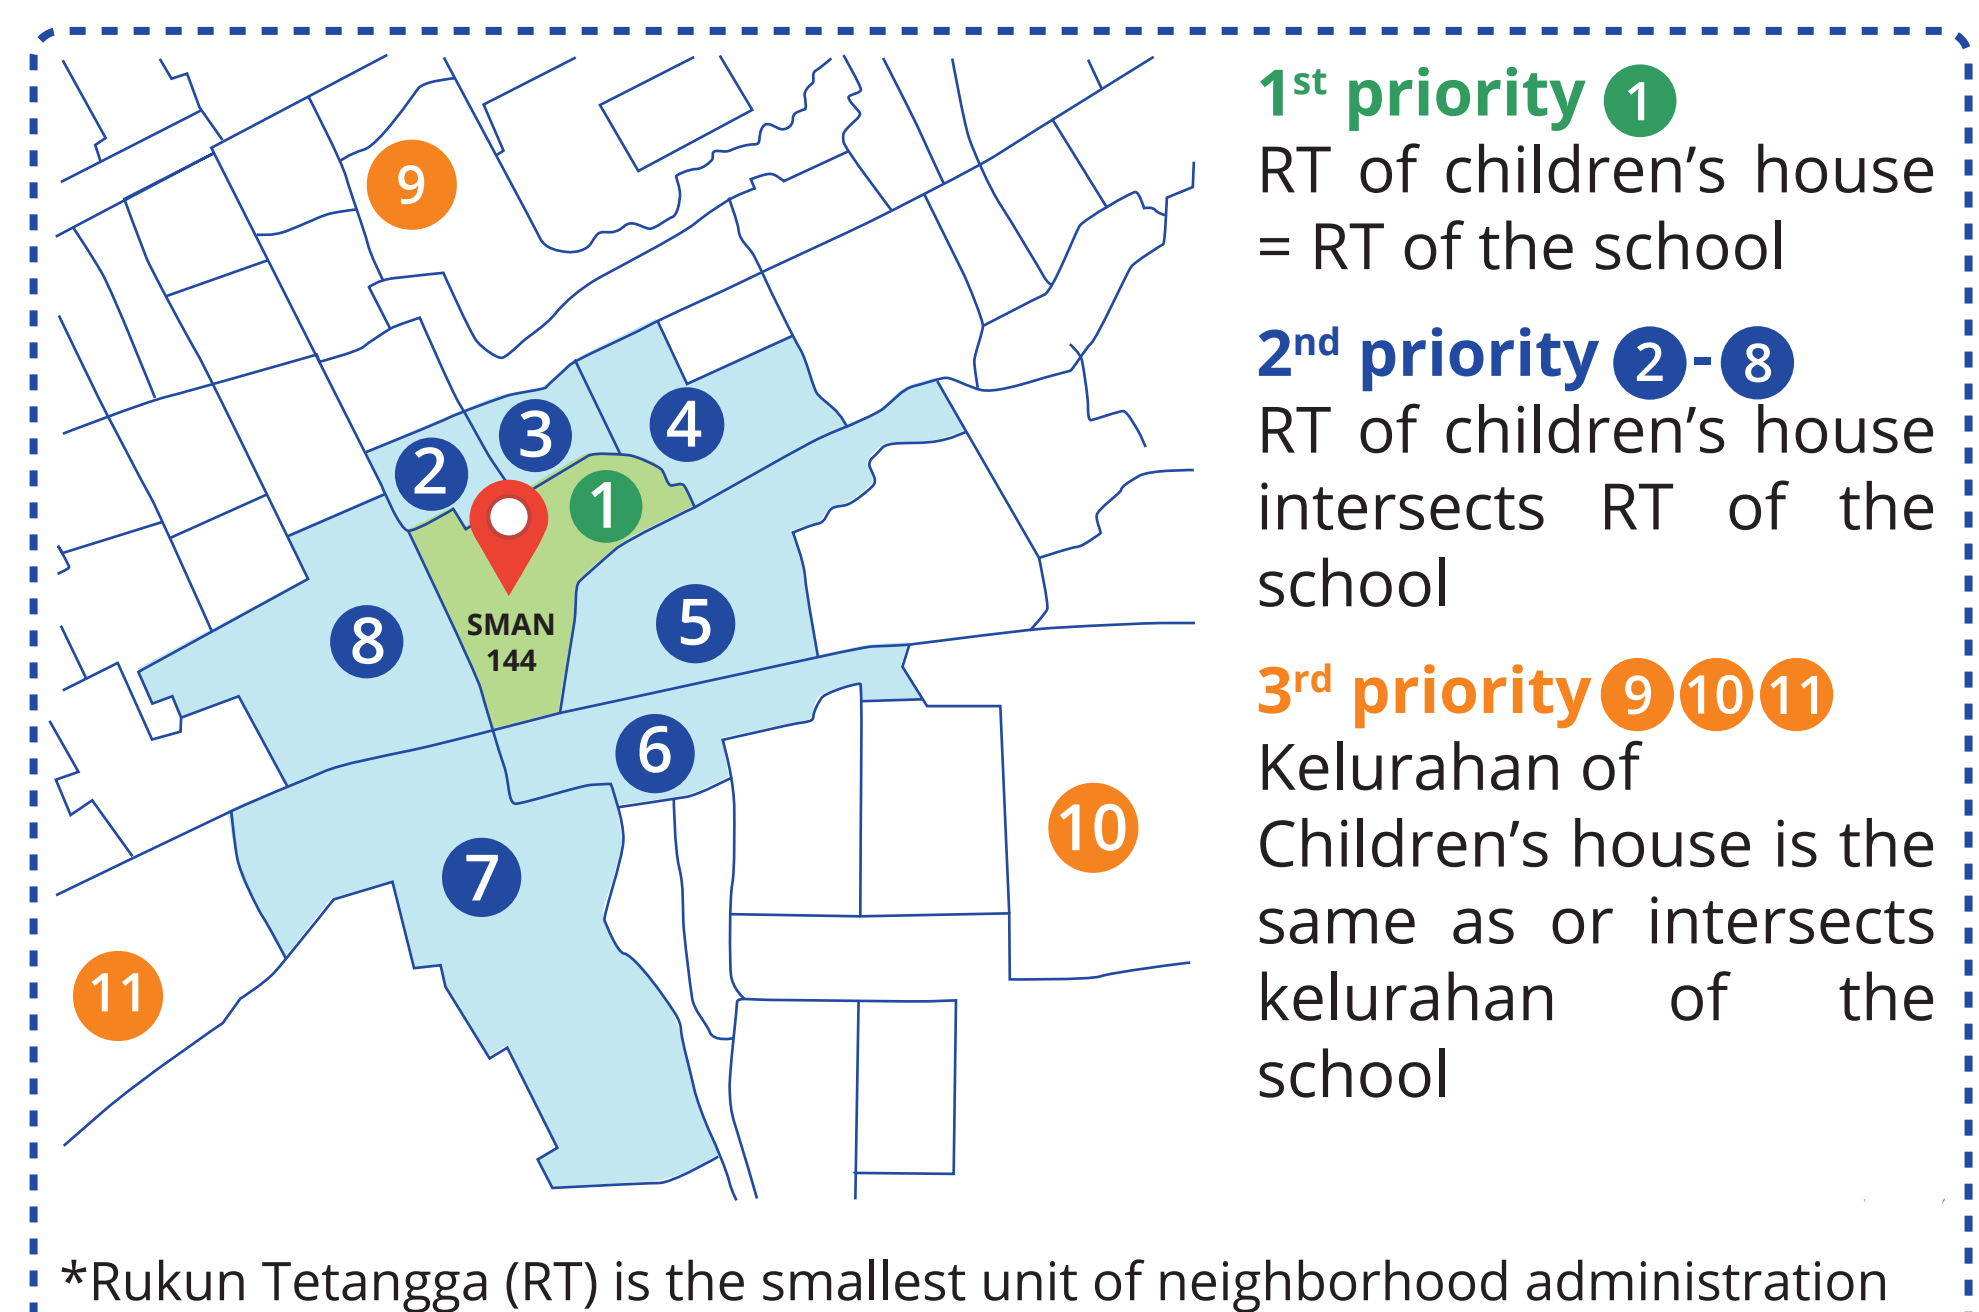 9
2
3
4
1
SMAN
144
8
5
6
7
10
11
1st priority 1
RT of children’s house
= RT of the school
2nd priority 2 - 8
RT of children’s house
intersects RT of the
school
3rd priority 9 10 11
Kelurahan of
Children’s house is the
same as or intersects
kelurahan of the
school
*Rukun Tetangga (RT) is the smallest unit of neighborhood administration